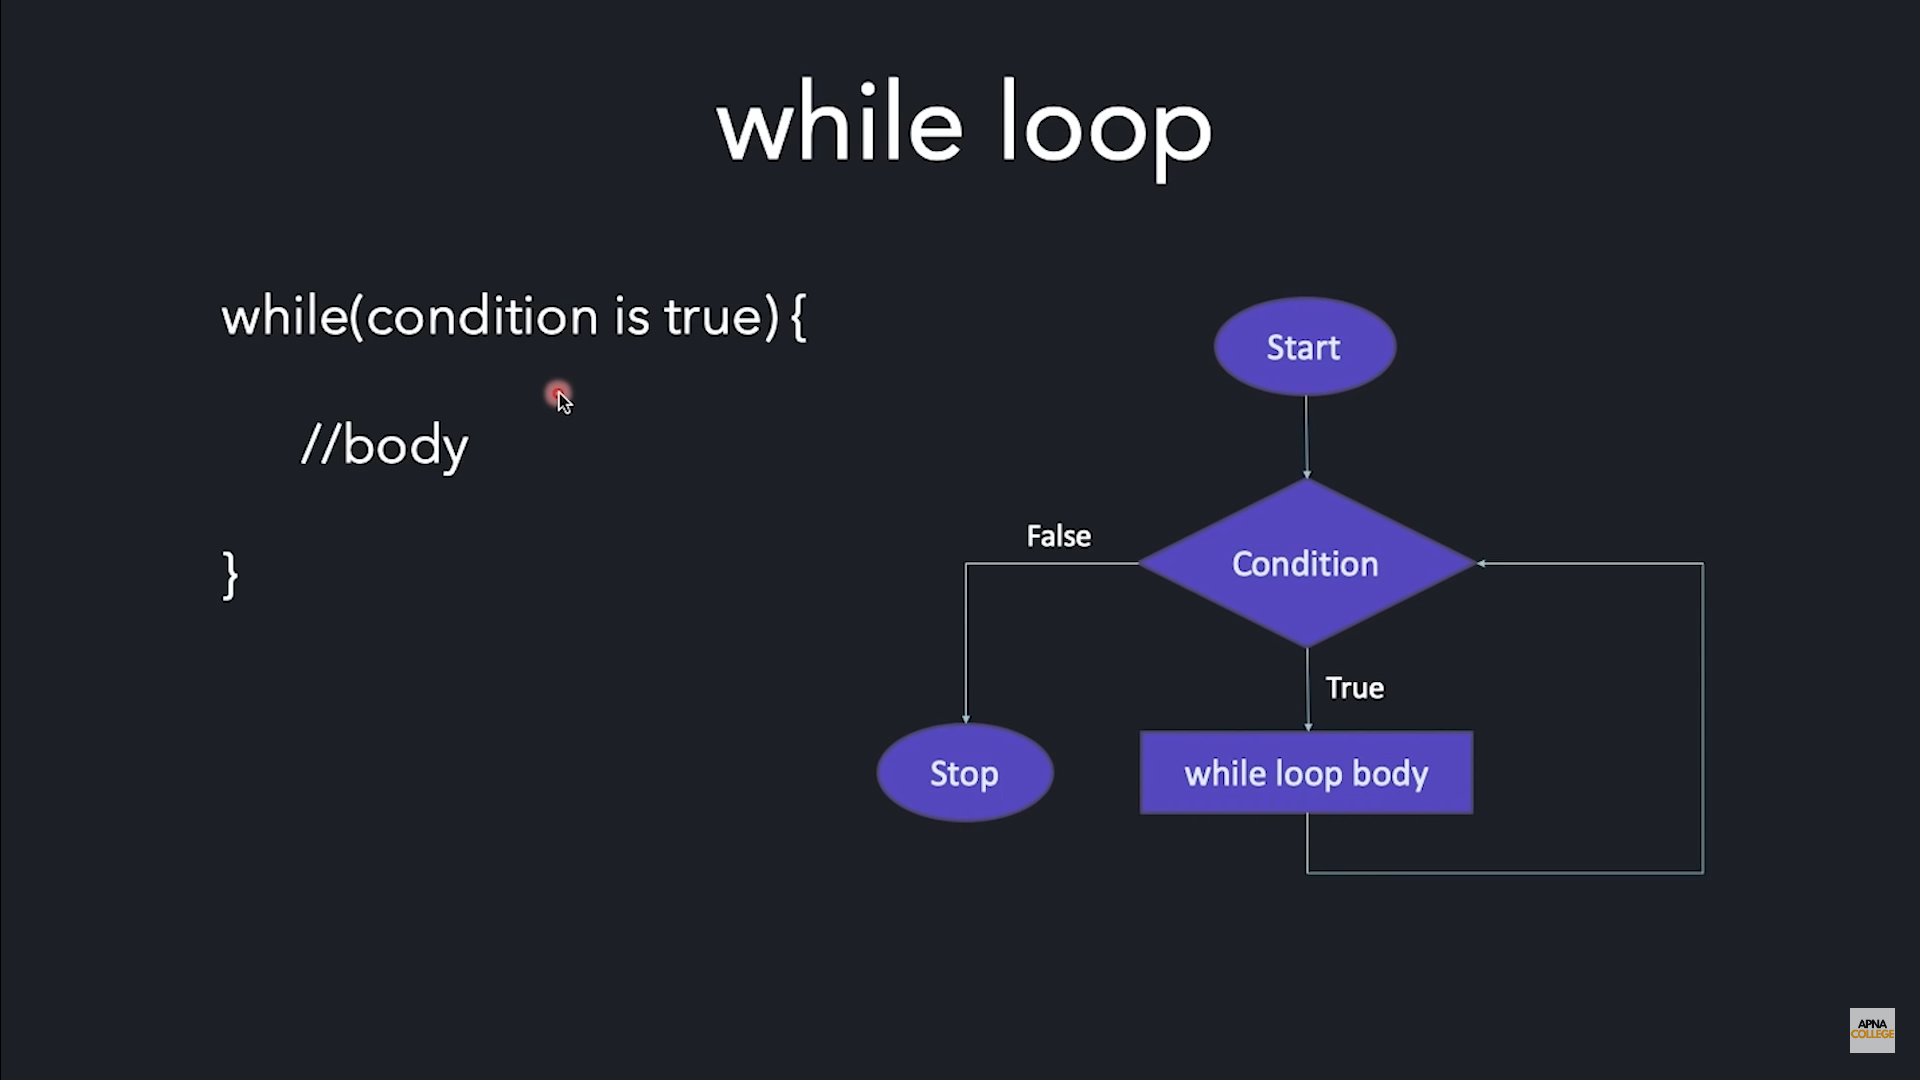 while loop
while(condition is true) {
//body
}
Start
Condition
False
True
Stop
while loop body
APNA
COLLEGE